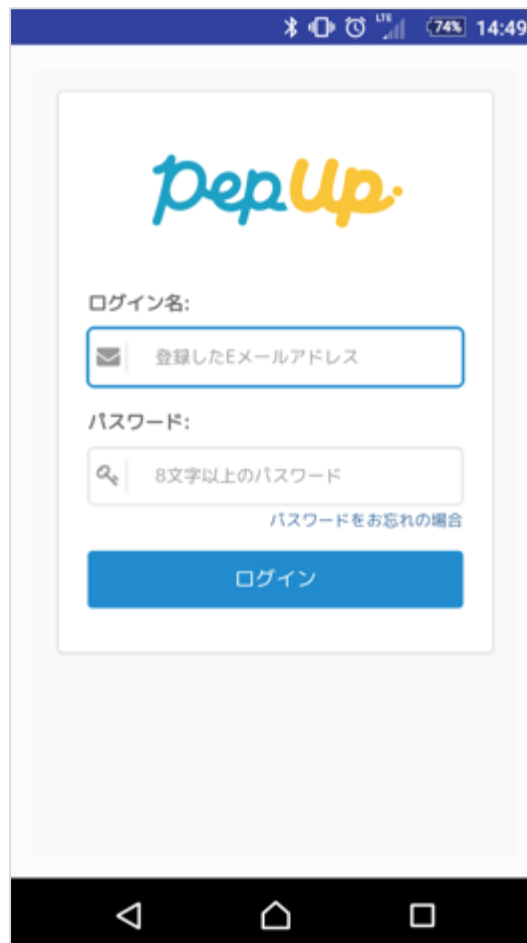 LTE
74% 14:49
PepUp
ログイン名:
登録したEメールアドレス
パスワード:
8文字以上のパスワード
パスワードをお忘れの場合
ログイン